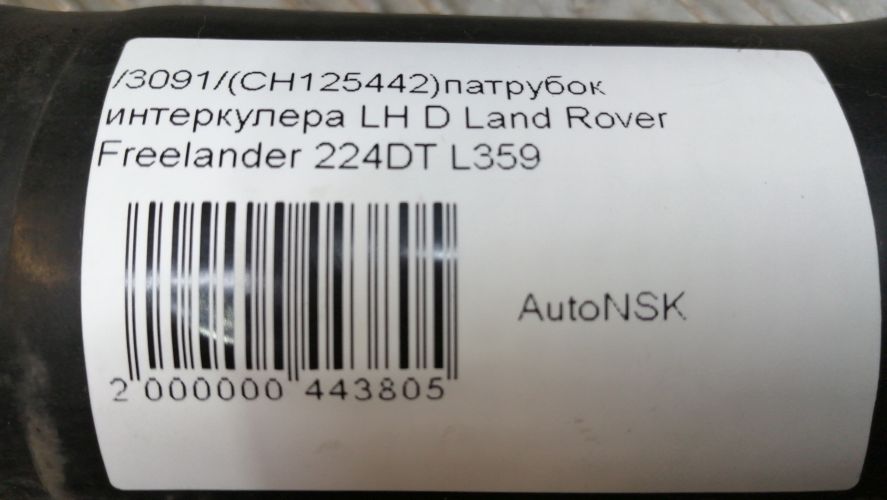 /3091/(CH125442)патрубок
интеркулера LH D Land Rover
Freelander 224DT L359
AutoNSK
2 000000 443805